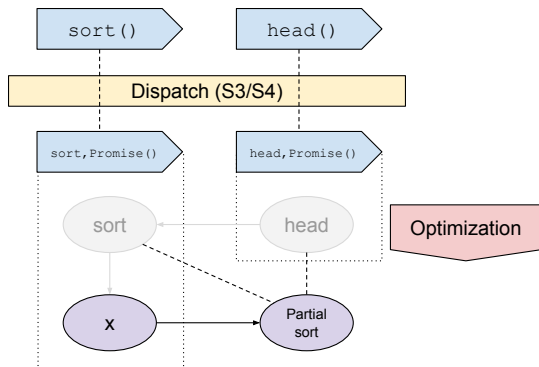 sort()
head()
Dispatch (S3/S4)
sort,Promise()
head,Promise()
sort
head
Optimization
x
Partial
sort